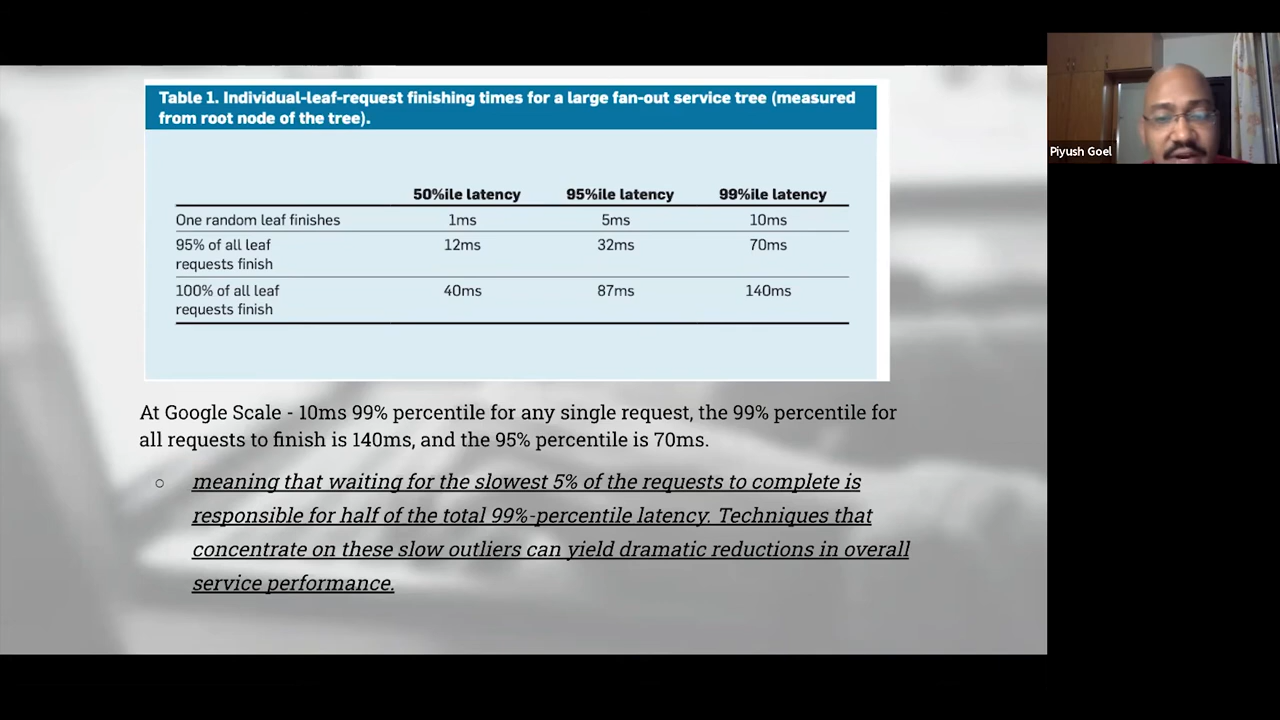 Table 1. Individual-leaf-request finishing times for a large fan-out service tree (measured
from root node of the tree).
50%ile latency 95%ile latency 99%ile latency
One random leaf finishes 1ms 5ms 10ms
95% of all leaf 12ms 32ms 70ms
requests finish
100% of all leaf 40ms 87ms 140ms
requests finish
At Google Scale - 10ms 99% percentile for any single request, the 99% percentile for
all requests to finish is 140ms, and the 95% percentile is 70ms.
○ meaning that waiting for the slowest 5% of the requests to complete is
responsible for half of the total 99%-percentile latency. Techniques that
concentrate on these slow outliers can yield dramatic reductions in overall
service performance.
Piyush Goel